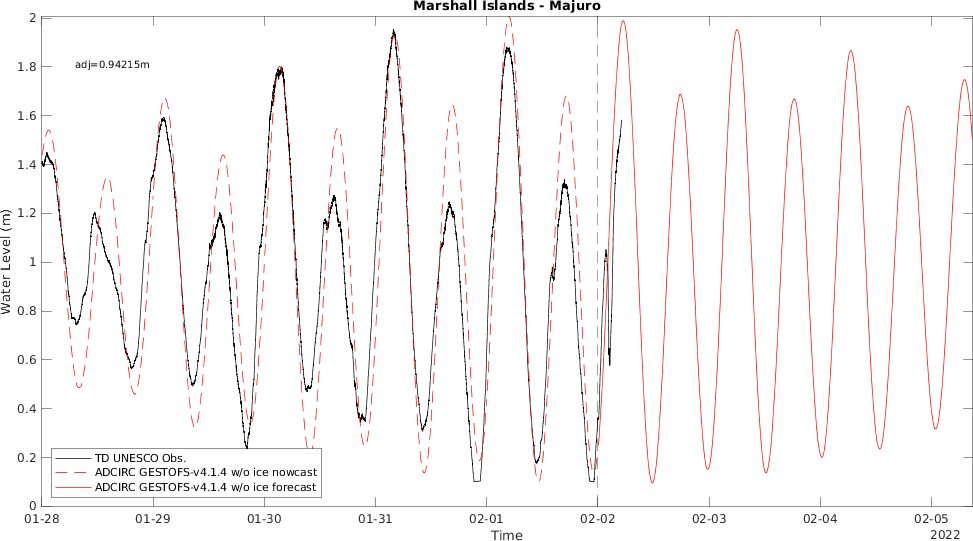 Marshall Islands - Majuro
adj=0.94215m
Water Level (m)
2
1.8
1.6
1.4
1.2
1
0.8
0.6
0.4
0.2
0
TD UNESCO Obs.
ADCIRC GESTOFS-v4.1.4 w/o ice nowcast
ADCIRC GESTOFS-v4.1.4 w/o ice forecast
01-28 01-29 01-30 01-31 02-01 02-02 02-03 02-04 02-05
Time
2022